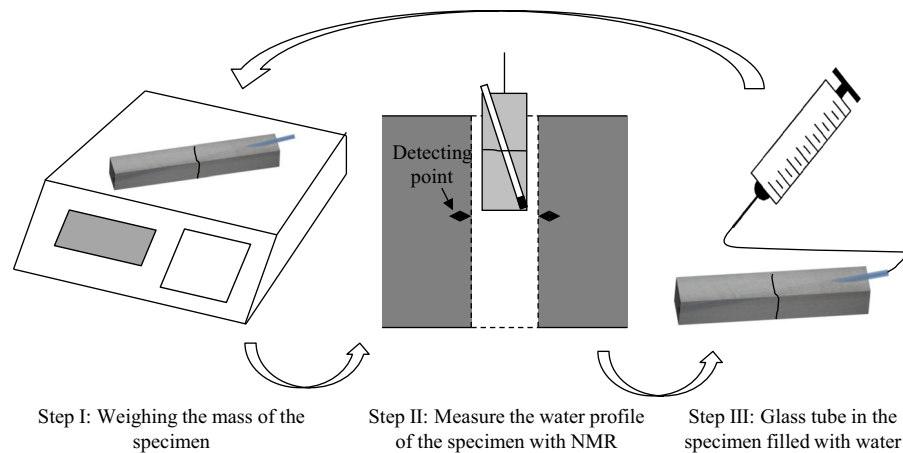 Detecting
point
Step I: Weighing the mass of the
specimen
Step II: Measure the water profile
of the specimen with NMR
Step III: Glass tube in the
specimen filled with water